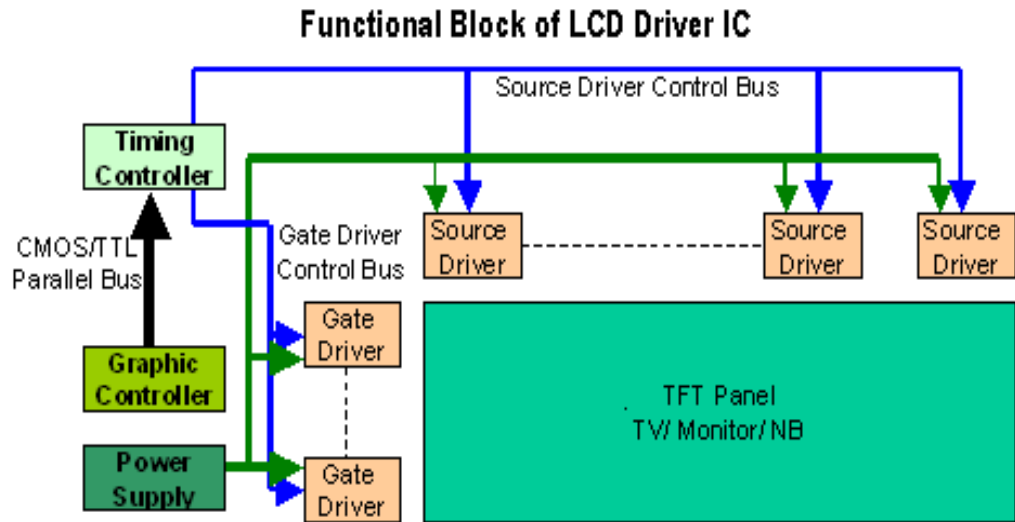 Functional Block of LCD Driver IC
Source Driver Control Bus
Timing
Controller
CMOS/TTL
Parallel Bus
Gate Driver
Control Bus
Source
Driver
Source
Driver
Source
Driver
Gate
Driver
Graphic
Controller
TFT Panel
TV/ Monitor/ NB
Power
Supply
Gate
Driver